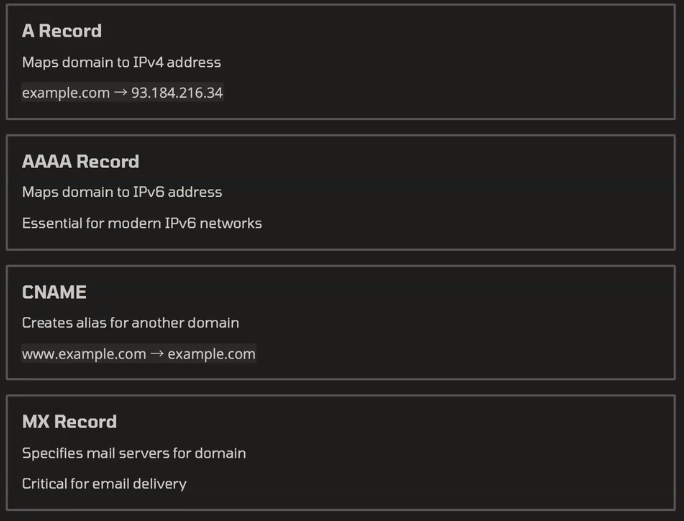 A Record
Maps domain to IPv4 address
example.com → 93.184.216.34
AAAA Record
Maps domain to IPv6 address
Essential for modern IPv6 networks
CNAME
Creates alias for another domain
www.example.com → example.com
MX Record
Specifies mail servers for domain
Critical for email delivery